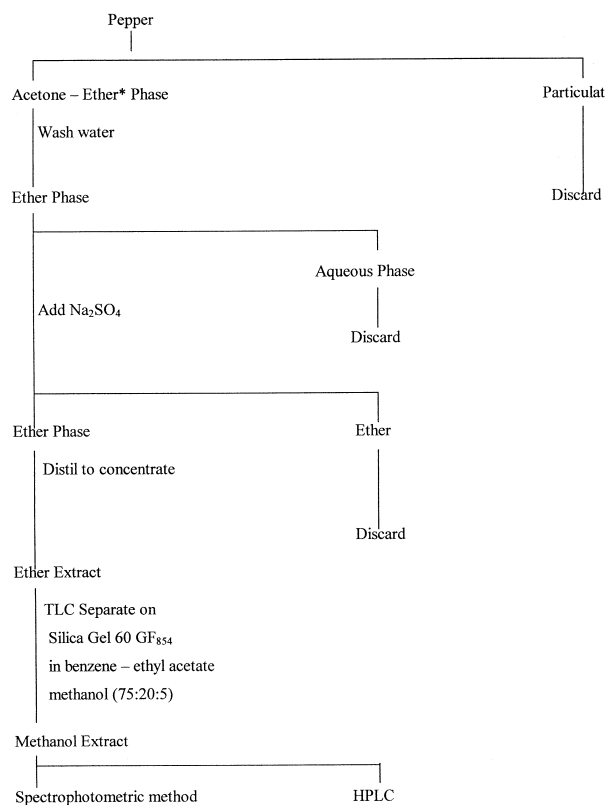 Pepper
Acetone – Ether* Phase
Particulat
Wash water
Ether Phase
Discard
Aqueous Phase
Add Na₂SO₄
Discard
Ether Phase
Ether
Distil to concentrate
Discard
Ether Extract
TLC Separate on
Silica Gel 60 GF₈₅₄
in benzene – ethyl acetate
methanol (75:20:5)
Methanol Extract
Spectrophotometric method
HPLC